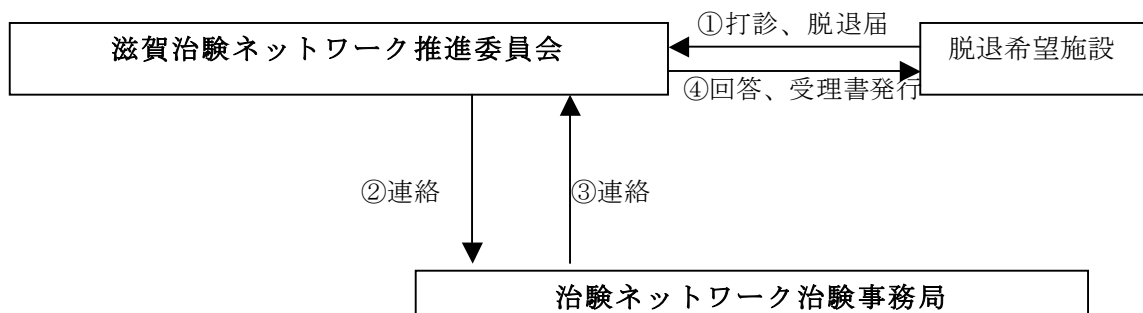 ①打診、脱退届
滋賀治験ネットワーク推進委員会
脱退希望施設
④回答、受理書発行
②連絡
③連絡
治験ネットワーク治験事務局